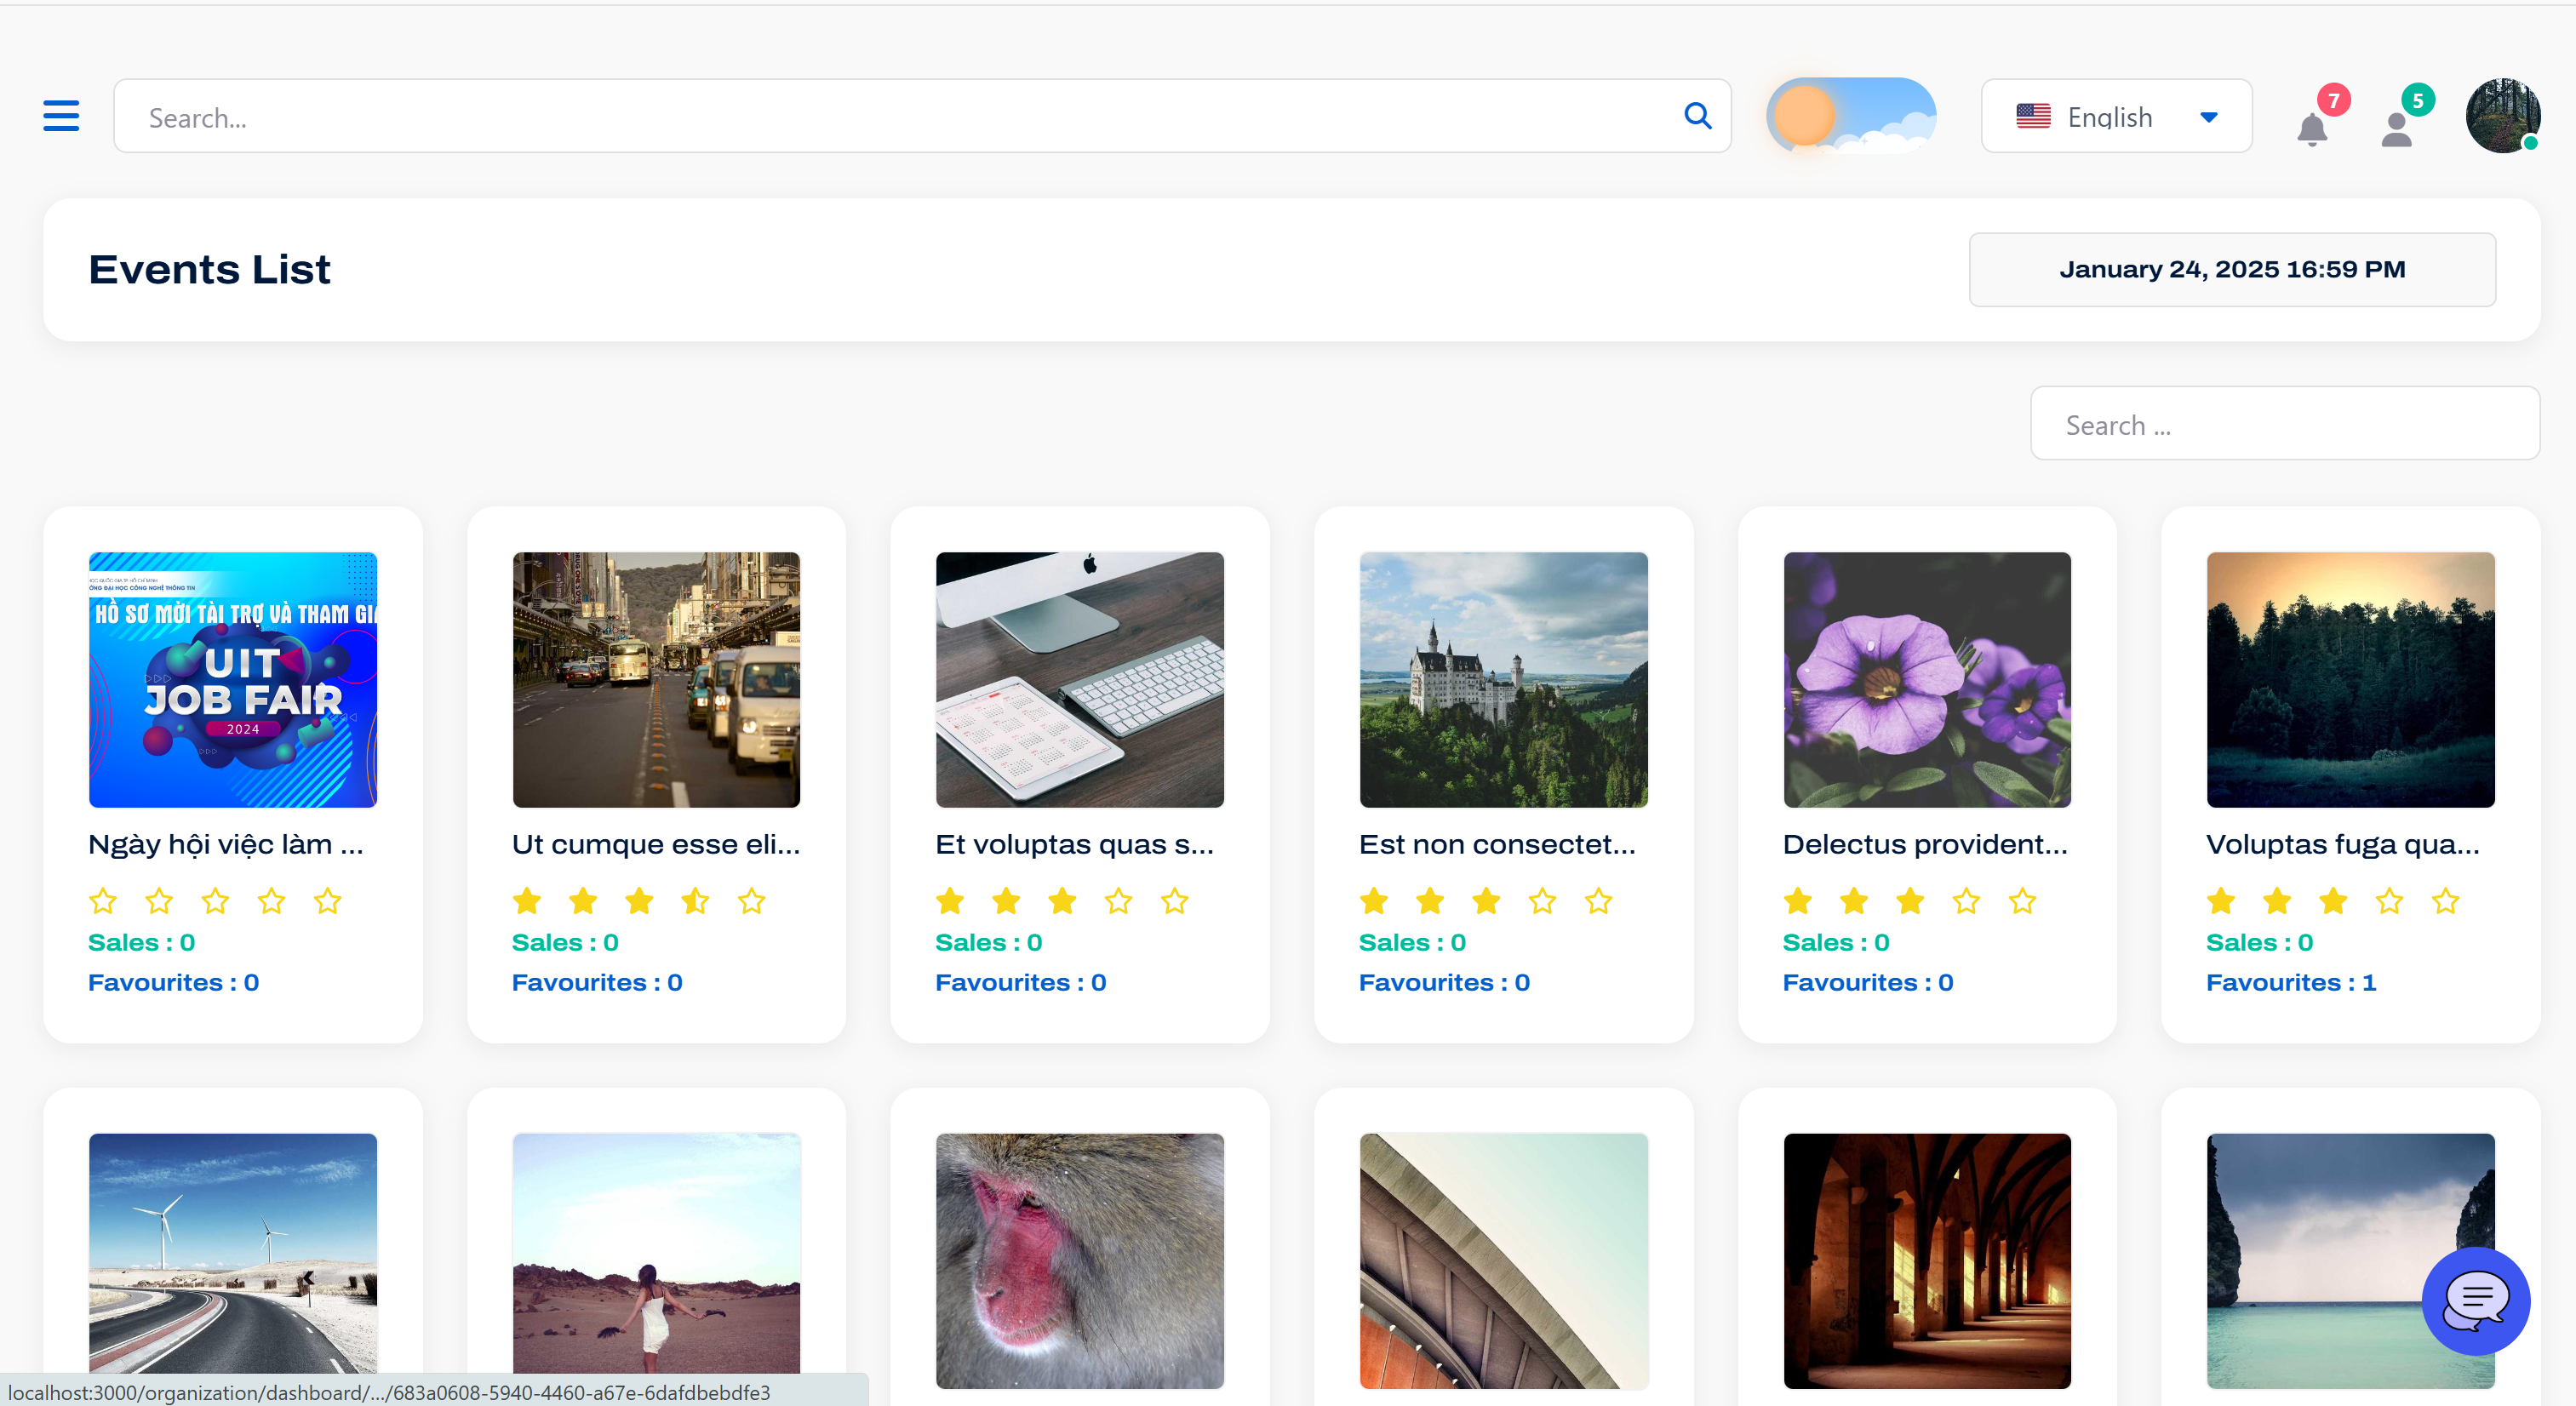 Search...
English
7
5
Events List
January 24, 2025 16:59 PM
Search ...
HỒ SƠ MỜI TÀI TRỢ VÀ THAM GIA
UIT
JOB FAIR
2024
Ngày hội việc làm ...
Sales : 0
Favourites : 0
Ut cumque esse eli...
Sales : 0
Favourites : 0
Et voluptas quas s...
Sales : 0
Favourites : 0
Est non consectet...
Sales : 0
Favourites : 0
Delectus provident...
Sales : 0
Favourites : 0
Voluptas fuga qua...
Sales : 0
Favourites : 1
localhost:3000/organization/dashboard/.../683a0608-5940-4460-a67e-6dafdbebdfe3